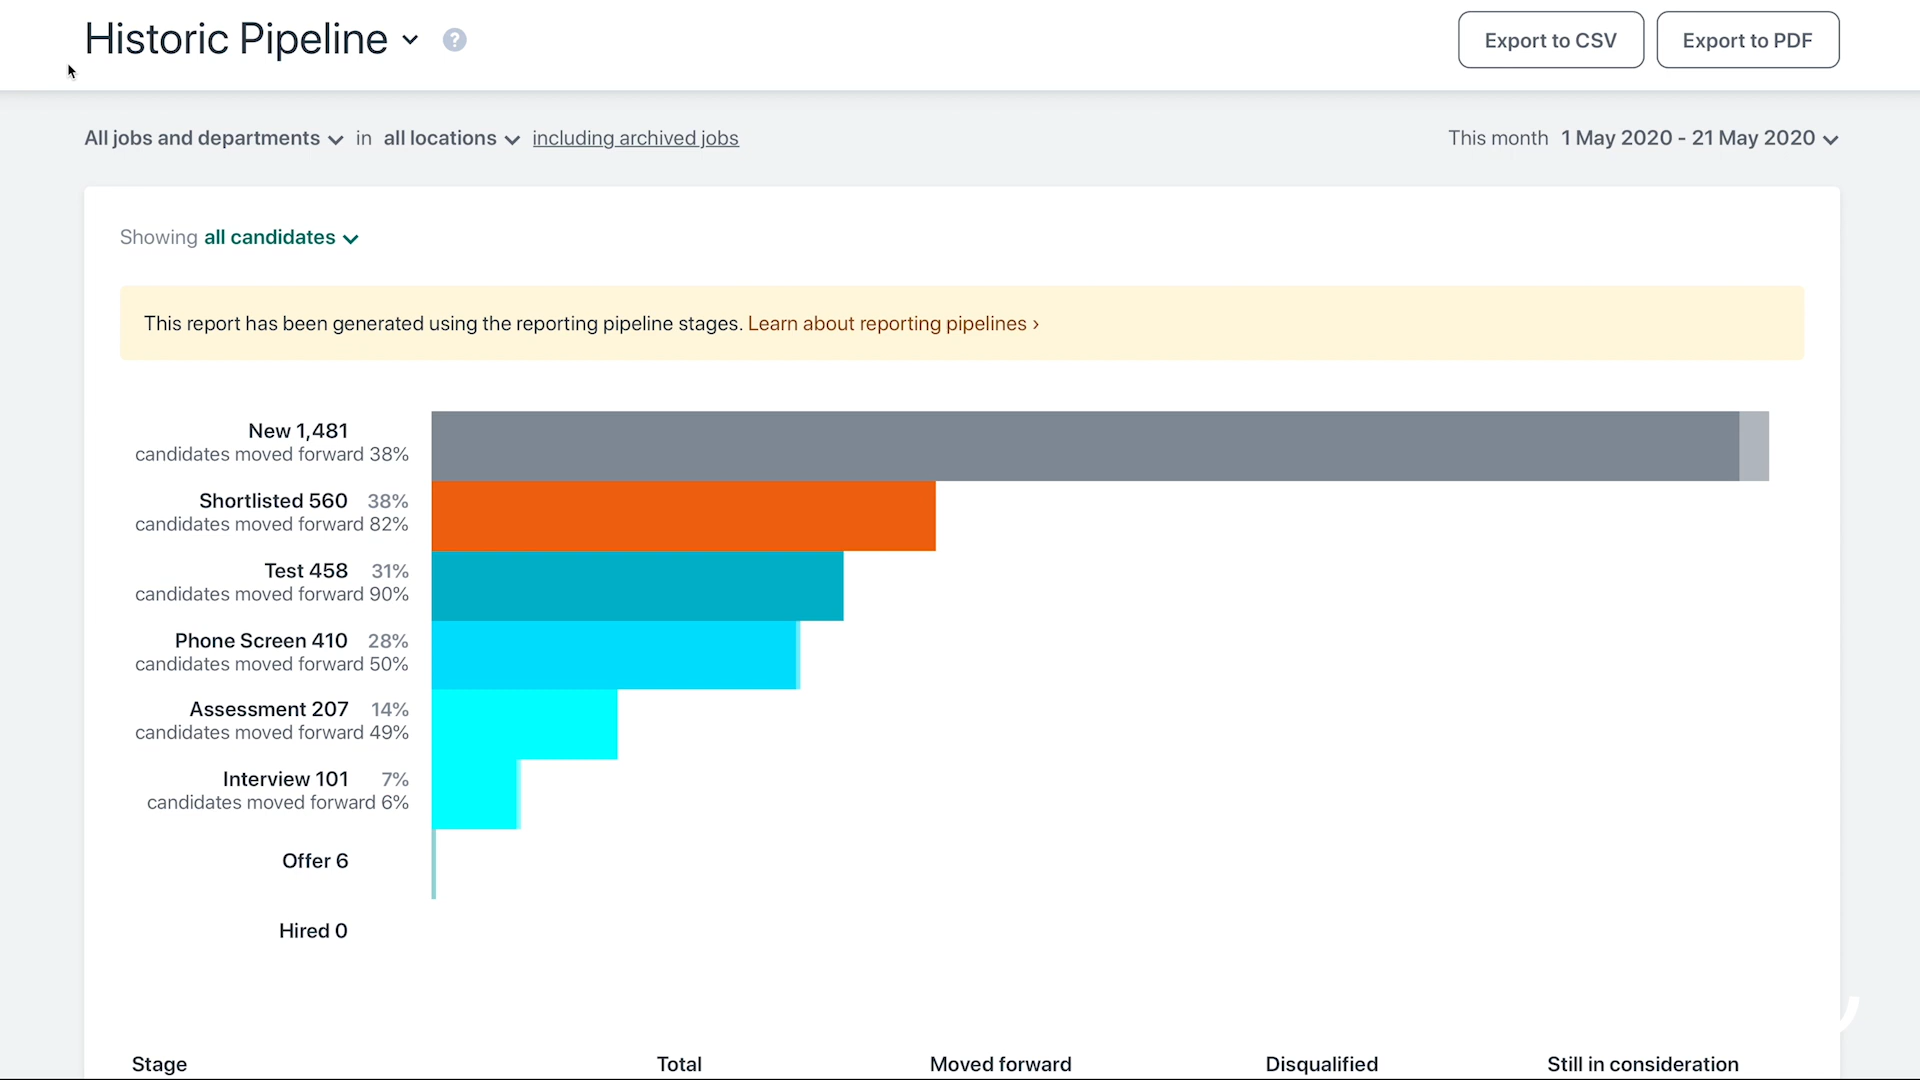 Historic Pipeline ?
Export to CSV
Export to PDF
All jobs and departments in all locations including archived jobs
This month 1 May 2020 - 21 May 2020
Showing all candidates
This report has been generated using the reporting pipeline stages. Learn about reporting pipelines ›
New 1,481
candidates moved forward 38%
Shortlisted 560 38%
candidates moved forward 82%
Test 458 31%
candidates moved forward 90%
Phone Screen 410 28%
candidates moved forward 50%
Assessment 207 14%
candidates moved forward 49%
Interview 101 7%
candidates moved forward 6%
Offer 6
Hired 0
Stage Total Moved forward Disqualified Still in consideration